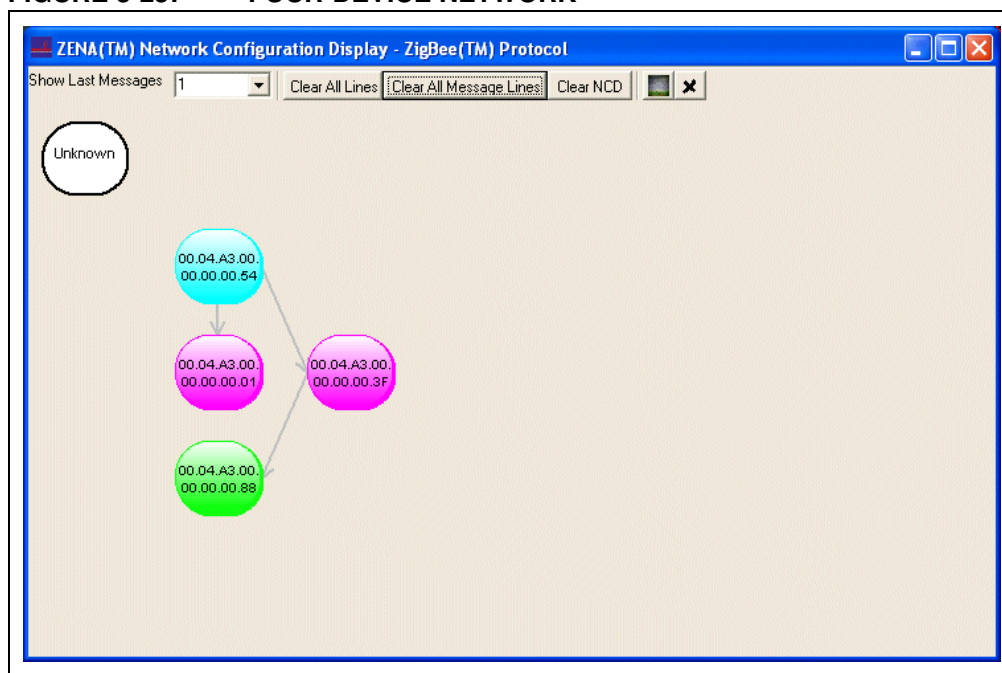 FIGURE FOUR-DEVICE NETWORK
ZENA(TM) Network Configuration Display - ZigBee(TM) Protocol
Show Last Messages 1 Clear All Lines Clear All Message Lines Clear NCD
Unknown
00.04.A3.00.
00.00.00.54
00.04.A3.00.
00.00.00.01
00.04.A3.00.
00.00.00.3F
00.04.A3.00.
00.00.00.88